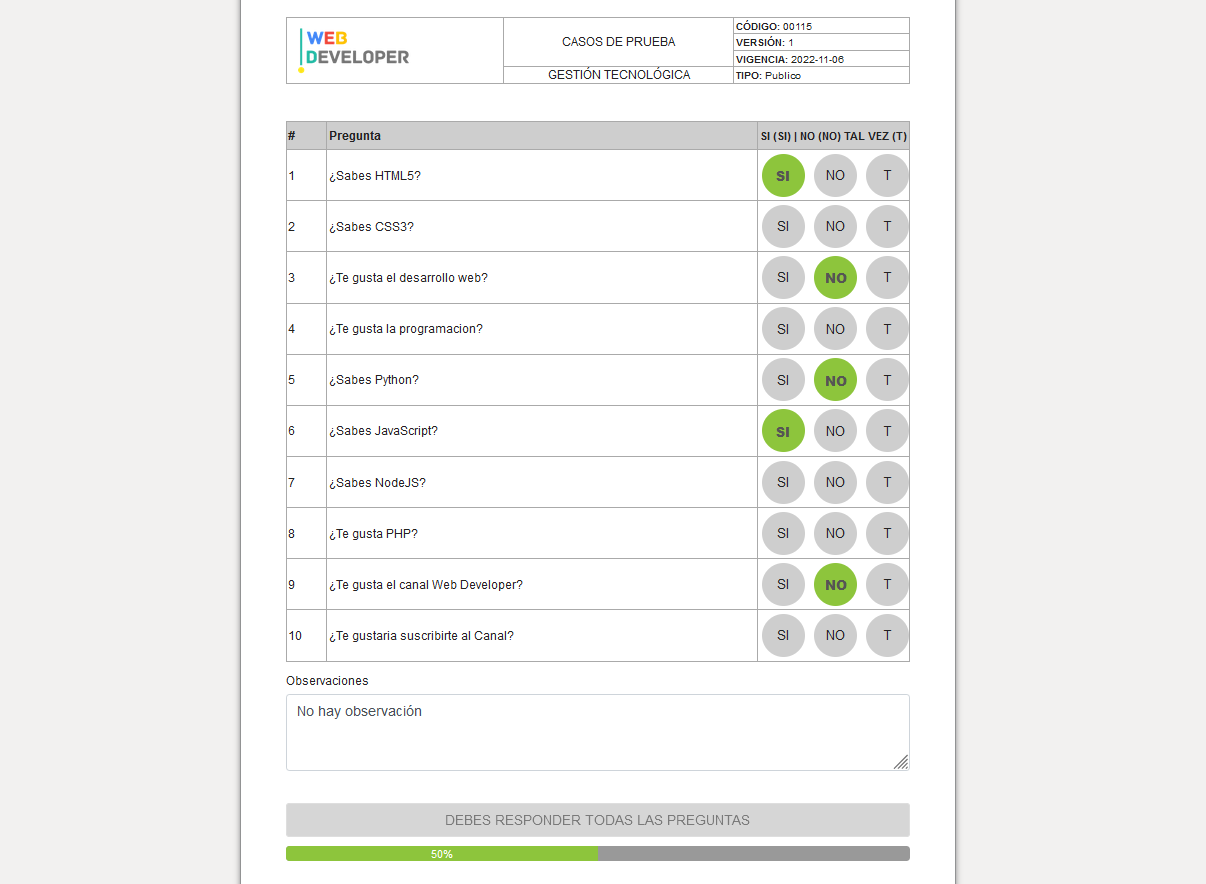 WEB
DEVELOPER
CASOS DE PRUEBA
GESTIÓN TECNOLÓGICA
CÓDIGO: 00115
VERSIÓN: 1
VIGENCIA: 2022-11-06
TIPO: Publico
# Pregunta SI (SI) | NO (NO) TAL VEZ (T)
1 ¿Sabes HTML5? SI NO T
2 ¿Sabes CSS3? SI NO T
3 ¿Te gusta el desarrollo web? SI NO T
4 ¿Te gusta la programacion? SI NO T
5 ¿Sabes Python? SI NO T
6 ¿Sabes JavaScript? SI NO T
7 ¿Sabes NodeJS? SI NO T
8 ¿Te gusta PHP? SI NO T
9 ¿Te gusta el canal Web Developer? SI NO T
10 ¿Te gustaria suscribirte al Canal? SI NO T
Observaciones
No hay observación
DEBES RESPONDER TODAS LAS PREGUNTAS
50%